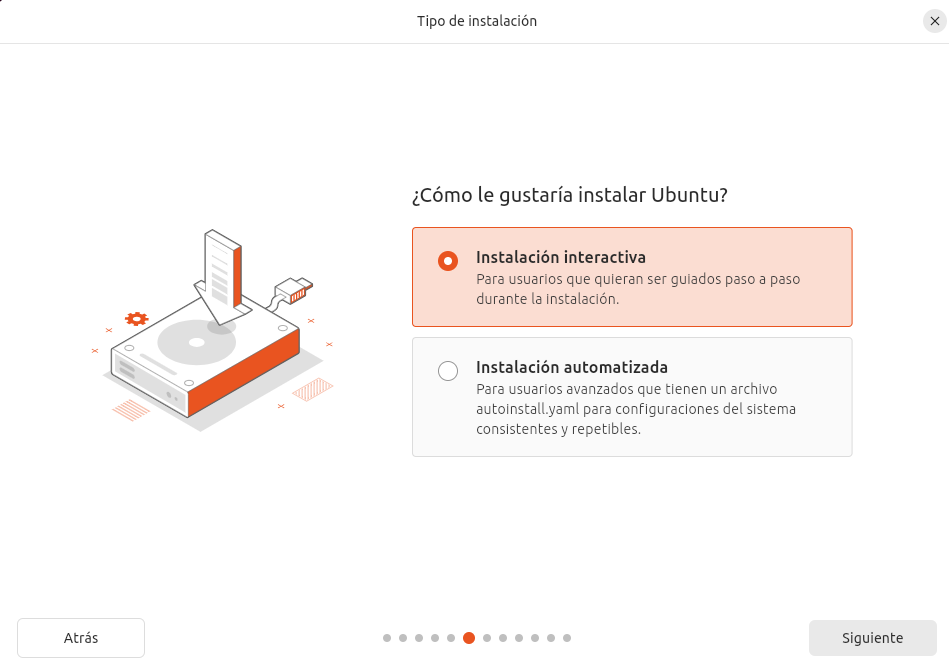 Tipo de instalación
¿Cómo le gustaría instalar Ubuntu?
Instalación interactiva
Para usuarios que quieran ser guiados paso a paso
durante la instalación.
Instalación automatizada
Para usuarios avanzados que tienen un archivo
autoinstall.yaml para configuraciones del sistema
consistentes y repetibles.
Atrás
Siguiente